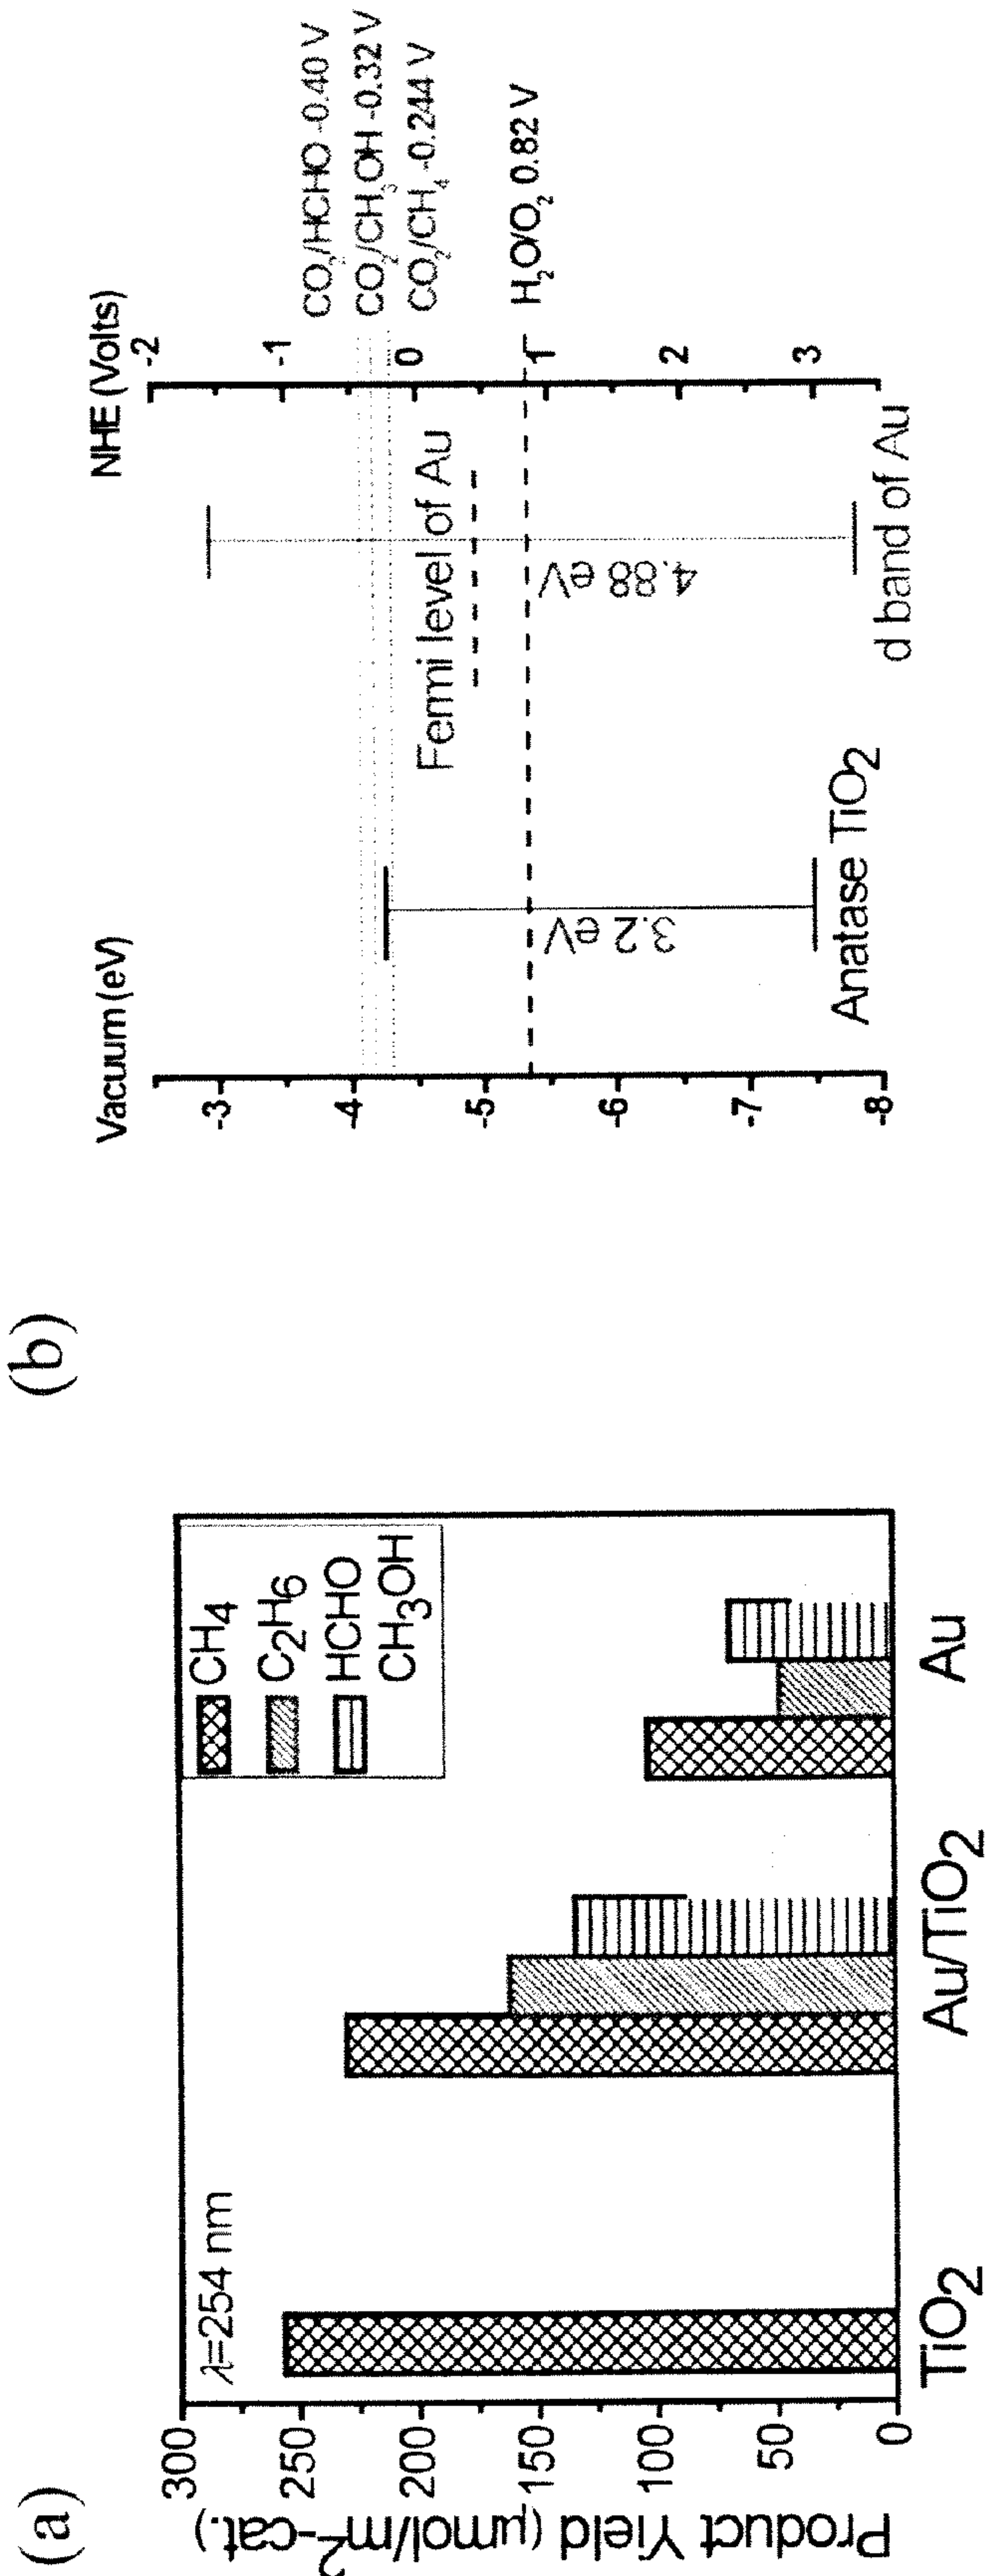 (a)
λ=254 nm
CH4
C2H6
HCHO
CH3OH
Product Yield (μmol/m2-cat.)
300
250
200
150
100
50
0
TiO2
Au/TiO2
Au
(b)
Vacuum (eV)
NHE (Volts)
-3
-4
-5
-6
-7
-8
-2
-1
0
1
2
3
CO2/HCHO -0.40 V
CO2/CH3OH -0.32 V
CO2/CH4 -0.244 V
H2O/O2 0.82 V
Fermi level of Au
3.2 eV
4.88 eV
Anatase TiO2
d band of Au